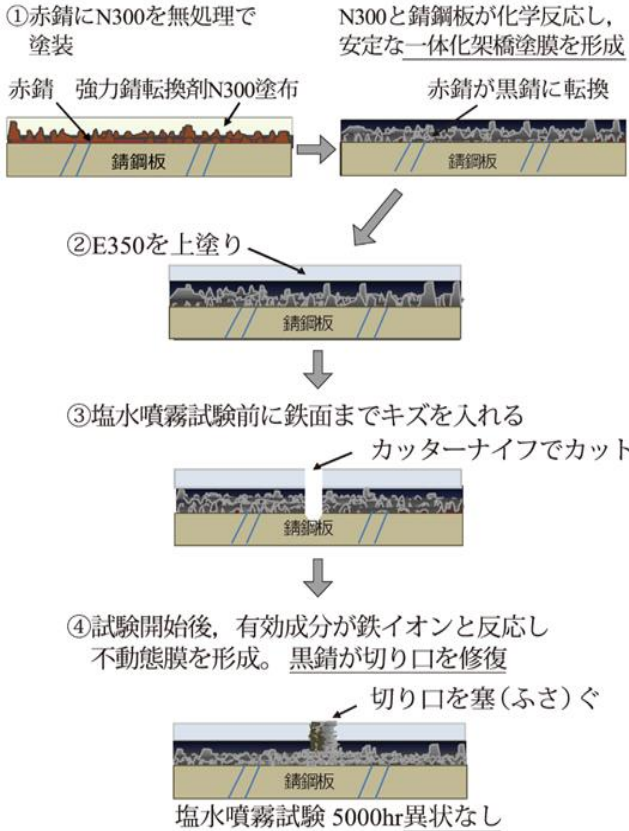 ①赤錆にN300を無処理で
塗装
N300と錆鋼板が化学反応し,
安定な一体化架橋塗膜を形成
赤錆 強力錆転換剤N300塗布
赤錆が黒錆に転換
錆鋼板
錆鋼板
②E350を上塗り
錆鋼板
③塩水噴霧試験前に鉄面までキズを入れる
カッターナイフでカット
錆鋼板
④試験開始後, 有効成分が鉄イオンと反応し
不動態膜を形成。 黒錆が切り口を修復
切り口を塞(ふさ)ぐ
錆鋼板
塩水噴霧試験 5000hr異状なし